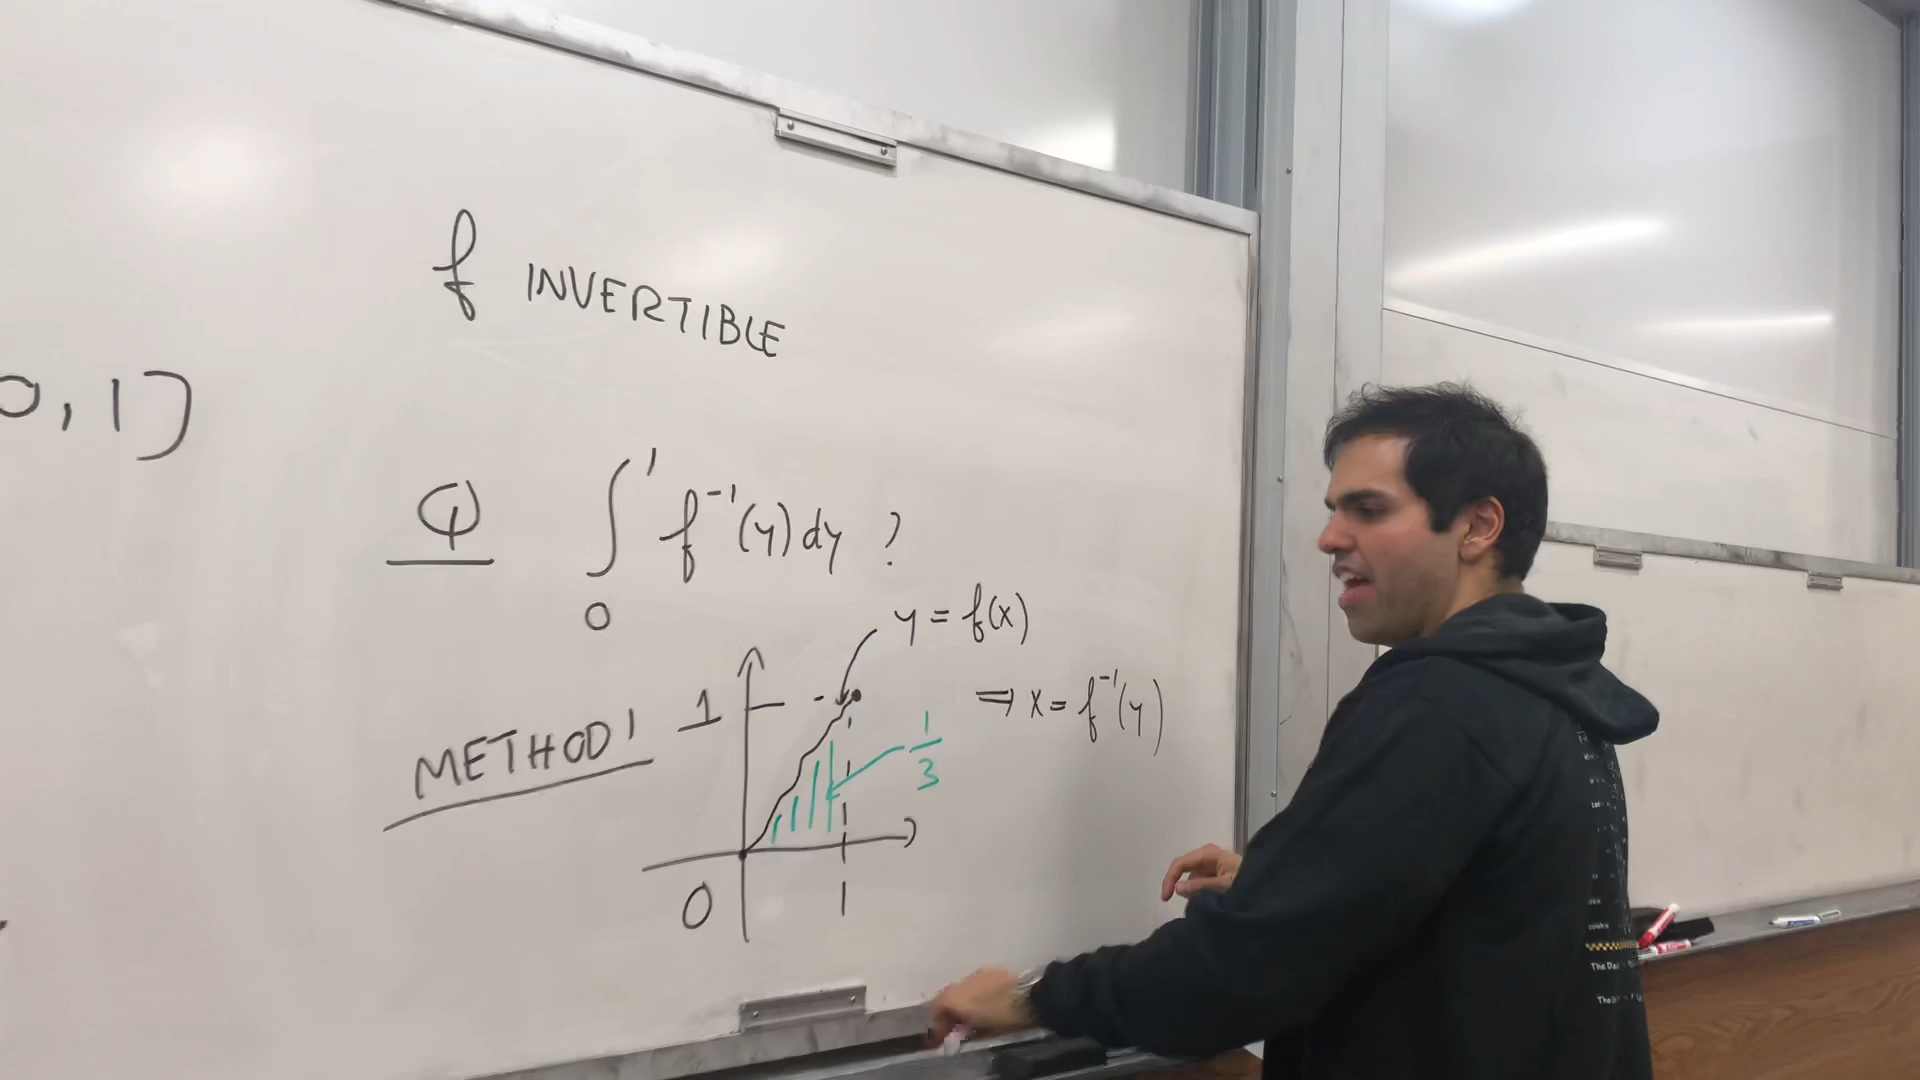 f INVERTIBLE
0, 1)
Q ∫₀¹ f⁻¹(y) dy ?
y = f(x)
⇒ x = f⁻¹(y)
METHOD 1
1
1/3
0
1